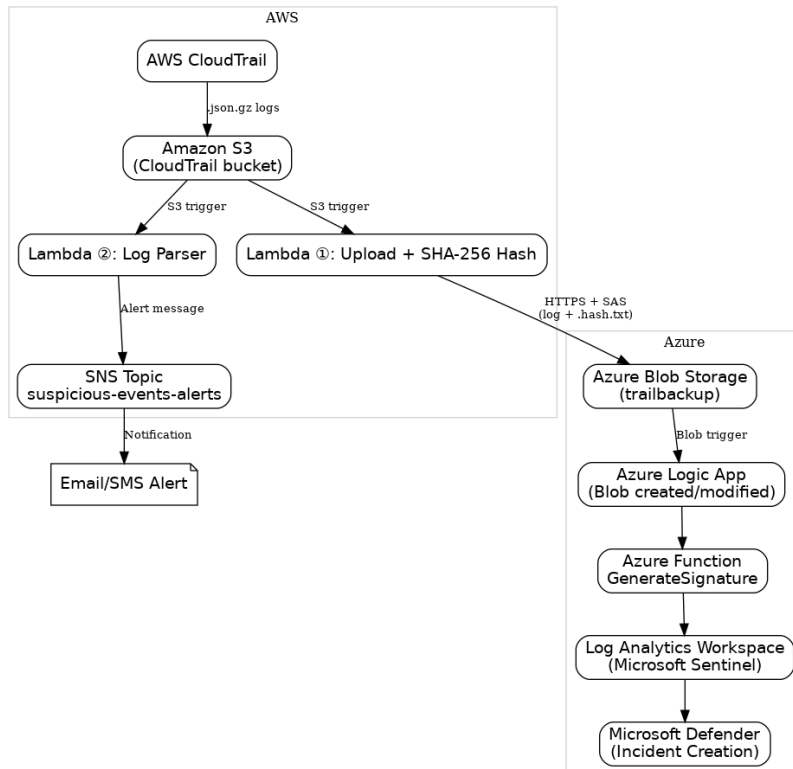 AWS
AWS CloudTrail
.json.gz logs
Amazon S3
(CloudTrail bucket)
S3 trigger
S3 trigger
Lambda ②: Log Parser
Lambda ①: Upload + SHA-256 Hash
Alert message
HTTPS + SAS
(log + .hash.txt)
Azure
SNS Topic
suspicious-events-alerts
Azure Blob Storage
(trailbackup)
Notification
Blob trigger
Email/SMS Alert
Azure Logic App
(Blob created/modified)
Azure Function
GenerateSignature
Log Analytics Workspace
(Microsoft Sentinel)
Microsoft Defender
(Incident Creation)